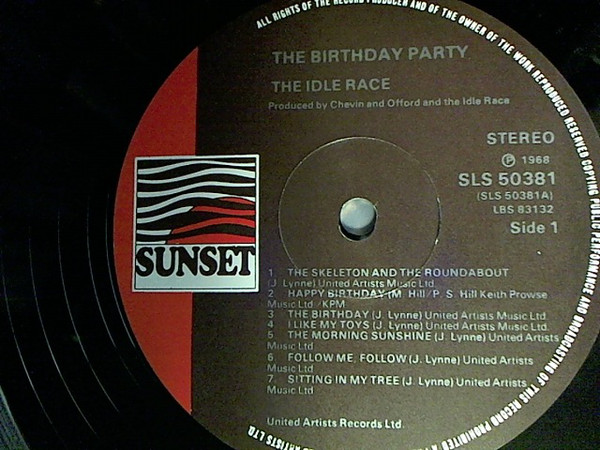 ALL RIGHTS OF THE RECORD PRODUCER AND OF THE OWNER OF THE WORK REPRODUCED RESERVED COPYING PUBLIC PERFORMANCE AND BROADCASTING OF THIS RECORD PROHIBITED
ARTISTS LTD.
THE BIRTHDAY PARTY
THE IDLE RACE
Produced by Chevin and Offord and the Idle Race
STEREO
Ⓟ 1968
SLS 50381
(SLS 50381A)
LBS 83132
Side 1
SUNSET
1. THE SKELETON AND THE ROUNDABOUT
(J. Lynne) United Artists Music Ltd.
2. HAPPY BIRTHDAY (M. Hill/P. S. Hill Keith Prowse
Music Ltd./KPM
3 THE BIRTHDAY (J. Lynne) United Artists Music Ltd.
4 I LIKE MY TOYS (J. Lynne) United Artists Music Ltd.
5 THE MORNING SUNSHINE (J. Lynne) United Artists
Music Ltd
6 FOLLOW ME, FOLLOW (J. Lynne) United Artists
Music Ltd
7. SITTING IN MY TREE (J. Lynne) United Artists
Music Ltd
United Artists Records Ltd.